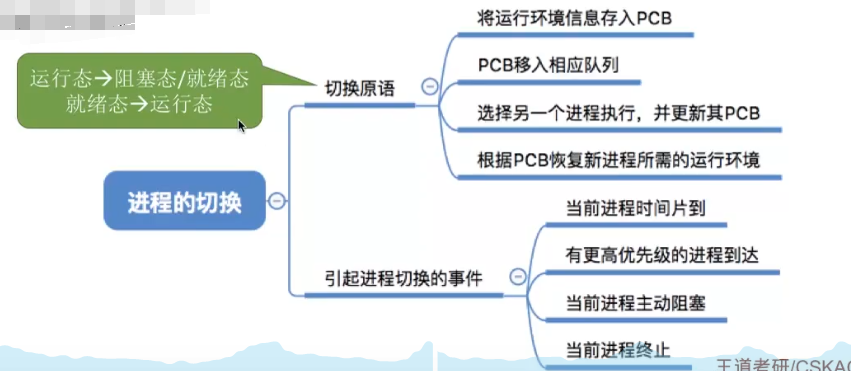 将运行环境信息存入PCB
PCB移入相应队列
选择另一个进程执行，并更新其PCB
根据PCB恢复新进程所需的运行环境
运行态→阻塞态/就绪态
就绪态→运行态
切换原语
进程的切换
引起进程切换的事件
当前进程时间片到
有更高优先级的进程到达
当前进程主动阻塞
当前进程终止
王道考研/CSKAO